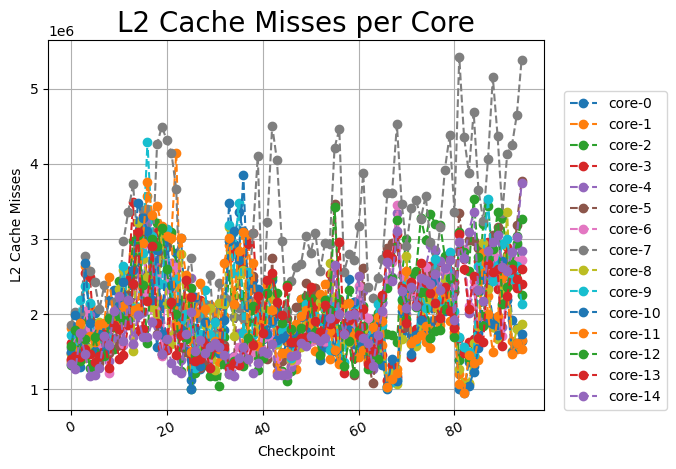 L2 Cache Misses per Core
1e6
5
4
3
2
1
L2 Cache Misses
0
20
40
60
80
Checkpoint
core-0
core-1
core-2
core-3
core-4
core-5
core-6
core-7
core-8
core-9
core-10
core-11
core-12
core-13
core-14